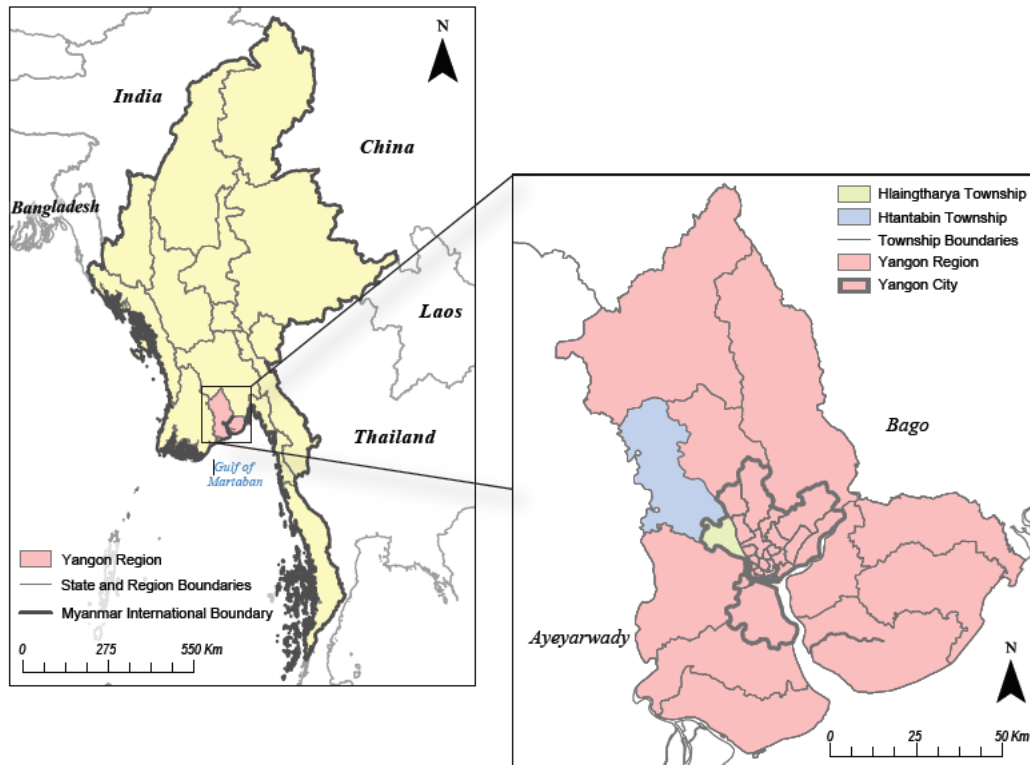 N
India
China
Bangladesh
Laos
Thailand
Gulf of
Martaban
Yangon Region
State and Region Boundaries
Myanmar International Boundary
0 275 550 Km
Hlaingtharya Township
Htantabin Township
Township Boundaries
Yangon Region
Yangon City
Bago
Ayeyarwady
N
0 25 50 Km